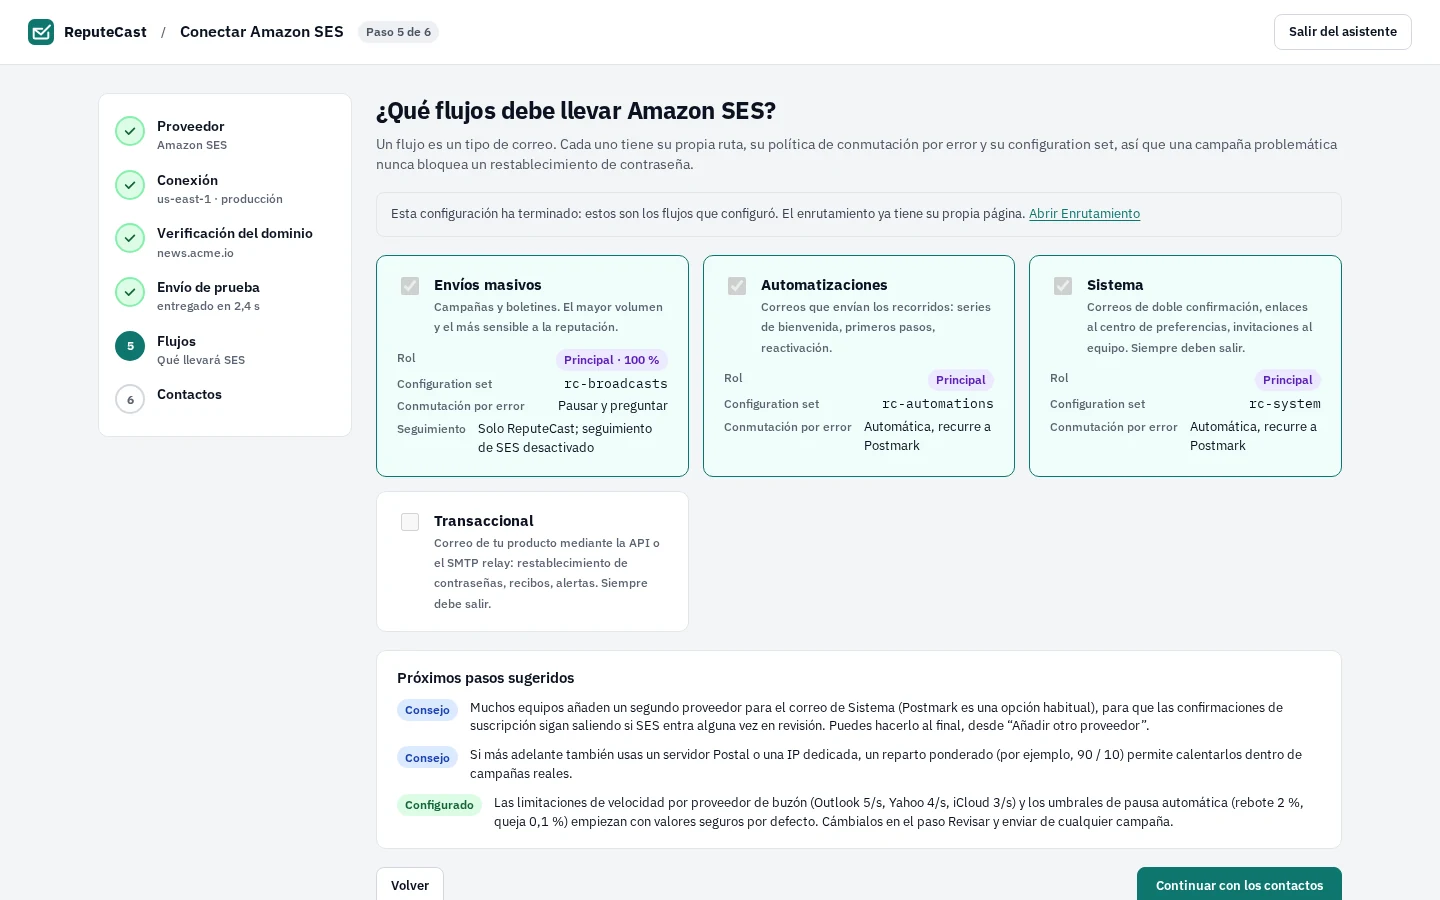 ReputeCast / Conectar Amazon SES Paso 5 de 6
Salir del asistente
Proveedor
Amazon SES
Conexión
us-east-1 · producción
Verificación del dominio
news.acme.io
Envío de prueba
entregado en 2,4 s
5
Flujos
Qué llevará SES
6
Contactos
¿Qué flujos debe llevar Amazon SES?
Un flujo es un tipo de correo. Cada uno tiene su propia ruta, su política de conmutación por error y su configuration set, así que una campaña problemática
nunca bloquea un restablecimiento de contraseña.
Esta configuración ha terminado: estos son los flujos que configuró. El enrutamiento ya tiene su propia página. Abrir Enrutamiento
Envíos masivos
Campañas y boletines. El mayor volumen
y el más sensible a la reputación.
Rol Principal · 100 %
Configuration set rc-broadcasts
Conmutación por error Pausar y preguntar
Seguimiento Solo ReputeCast; seguimiento
de SES desactivado
Automatizaciones
Correos que envían los recorridos: series
de bienvenida, primeros pasos,
reactivación.
Rol Principal
Configuration set rc-automations
Conmutación por error Automática, recurre a
Postmark
Sistema
Correos de doble confirmación, enlaces
al centro de preferencias, invitaciones al
equipo. Siempre deben salir.
Rol Principal
Configuration set rc-system
Conmutación por error Automática, recurre a
Postmark
Transaccional
Correo de tu producto mediante la API o
el SMTP relay: restablecimiento de
contraseñas, recibos, alertas. Siempre
debe salir.
Próximos pasos sugeridos
Consejo Muchos equipos añaden un segundo proveedor para el correo de Sistema (Postmark es una opción habitual), para que las confirmaciones de
suscripción sigan saliendo si SES entra alguna vez en revisión. Puedes hacerlo al final, desde “Añadir otro proveedor”.
Consejo Si más adelante también usas un servidor Postal o una IP dedicada, un reparto ponderado (por ejemplo, 90 / 10) permite calentarlos dentro de
campañas reales.
Configurado Las limitaciones de velocidad por proveedor de buzón (Outlook 5/s, Yahoo 4/s, iCloud 3/s) y los umbrales de pausa automática (rebote 2 %,
queja 0,1 %) empiezan con valores seguros por defecto. Cámbialos en el paso Revisar y enviar de cualquier campaña.
Volver
Continuar con los contactos